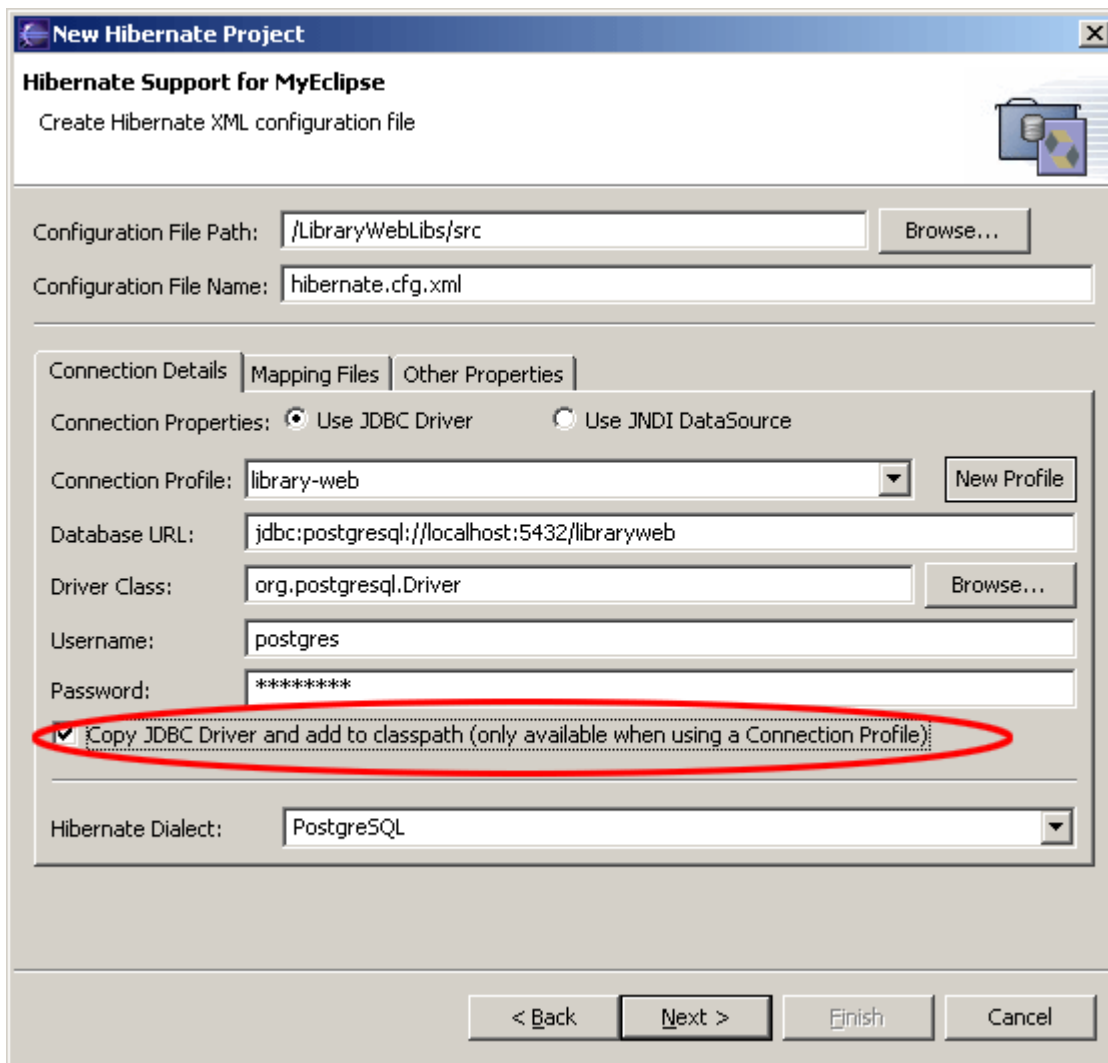 New Hibernate Project
Hibernate Support for MyEclipse
Create Hibernate XML configuration file
Configuration File Path: /LibraryWebLibs/src Browse...
Configuration File Name: hibernate.cfg.xml
Connection Details Mapping Files Other Properties
Connection Properties: Use JDBC Driver Use JNDI DataSource
Connection Profile: library-web New Profile
Database URL: jdbc:postgresql://localhost:5432/libraryweb
Driver Class: org.postgresql.Driver Browse...
Username: postgres
Password: ********
Copy JDBC Driver and add to classpath (only available when using a Connection Profile)
Hibernate Dialect: PostgreSQL
< Back Next > Finish Cancel